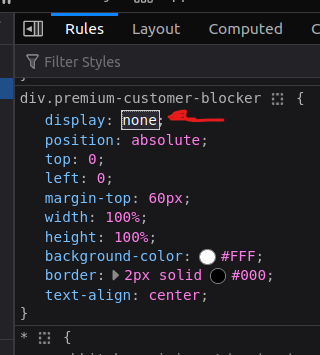 Rules Layout Computed
Filter Styles
}
div.premium-customer-blocker {
display: none;
position: absolute;
top: 0;
left: 0;
margin-top: 60px;
width: 100%;
height: 100%;
background-color: #FFF;
border: 2px solid #000;
text-align: center;
}
* {